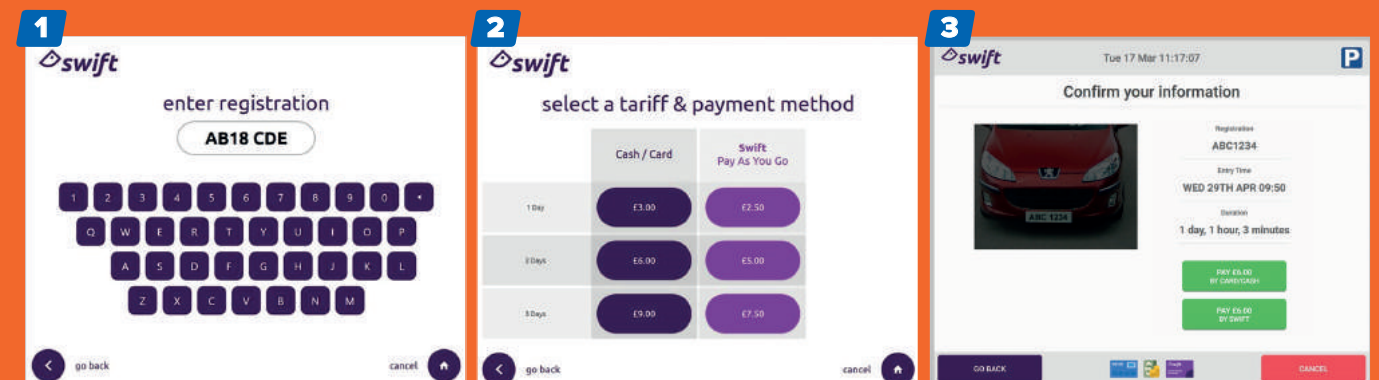 1
swift
enter registration
AB18 CDE
1 2 3 4 5 6 7 8 9 0
Q W E R T Y U I O P
A S D F G H J K L
Z X C V B N M
go back
cancel
2
swift
select a tariff & payment method
Cash / Card
Swift
Pay As You Go
1 Day
£3.00
£2.50
2 Days
£6.00
£5.00
3 Days
£9.00
£7.50
go back
cancel
3
swift
Tue 17 Mar 11:17:07
P
Confirm your information
ABC 1234
Registration
ABC1234
Entry Time
WED 29TH APR 09:50
Duration
1 day, 1 hour, 3 minutes
PAY £6.00
BY CARD/CASH
PAY £6.00
BY SWIFT
GO BACK
CANCEL